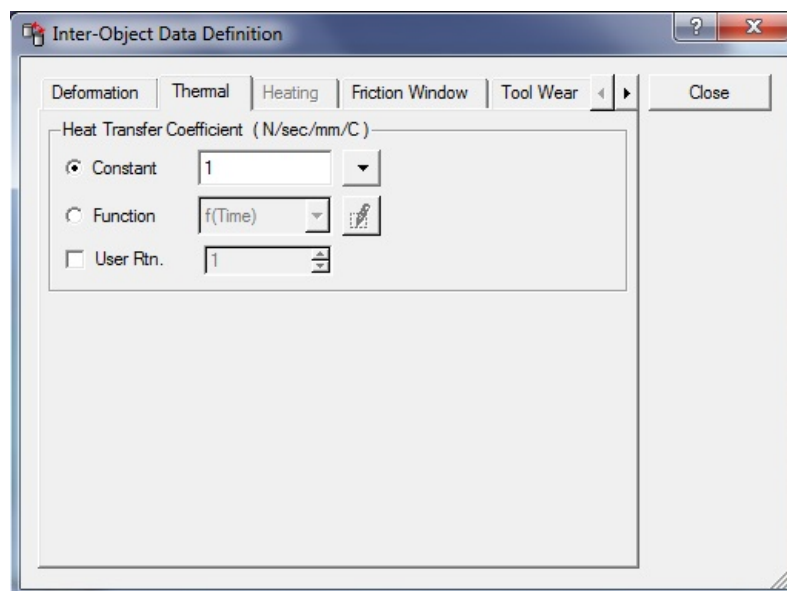 Inter-Object Data Definition
?
X
Deformation Thermal Heating Friction Window Tool Wear Close
Heat Transfer Coefficient ( N/sec/mm/C )
Constant 1
Function f(Time)
User Rtn. 1